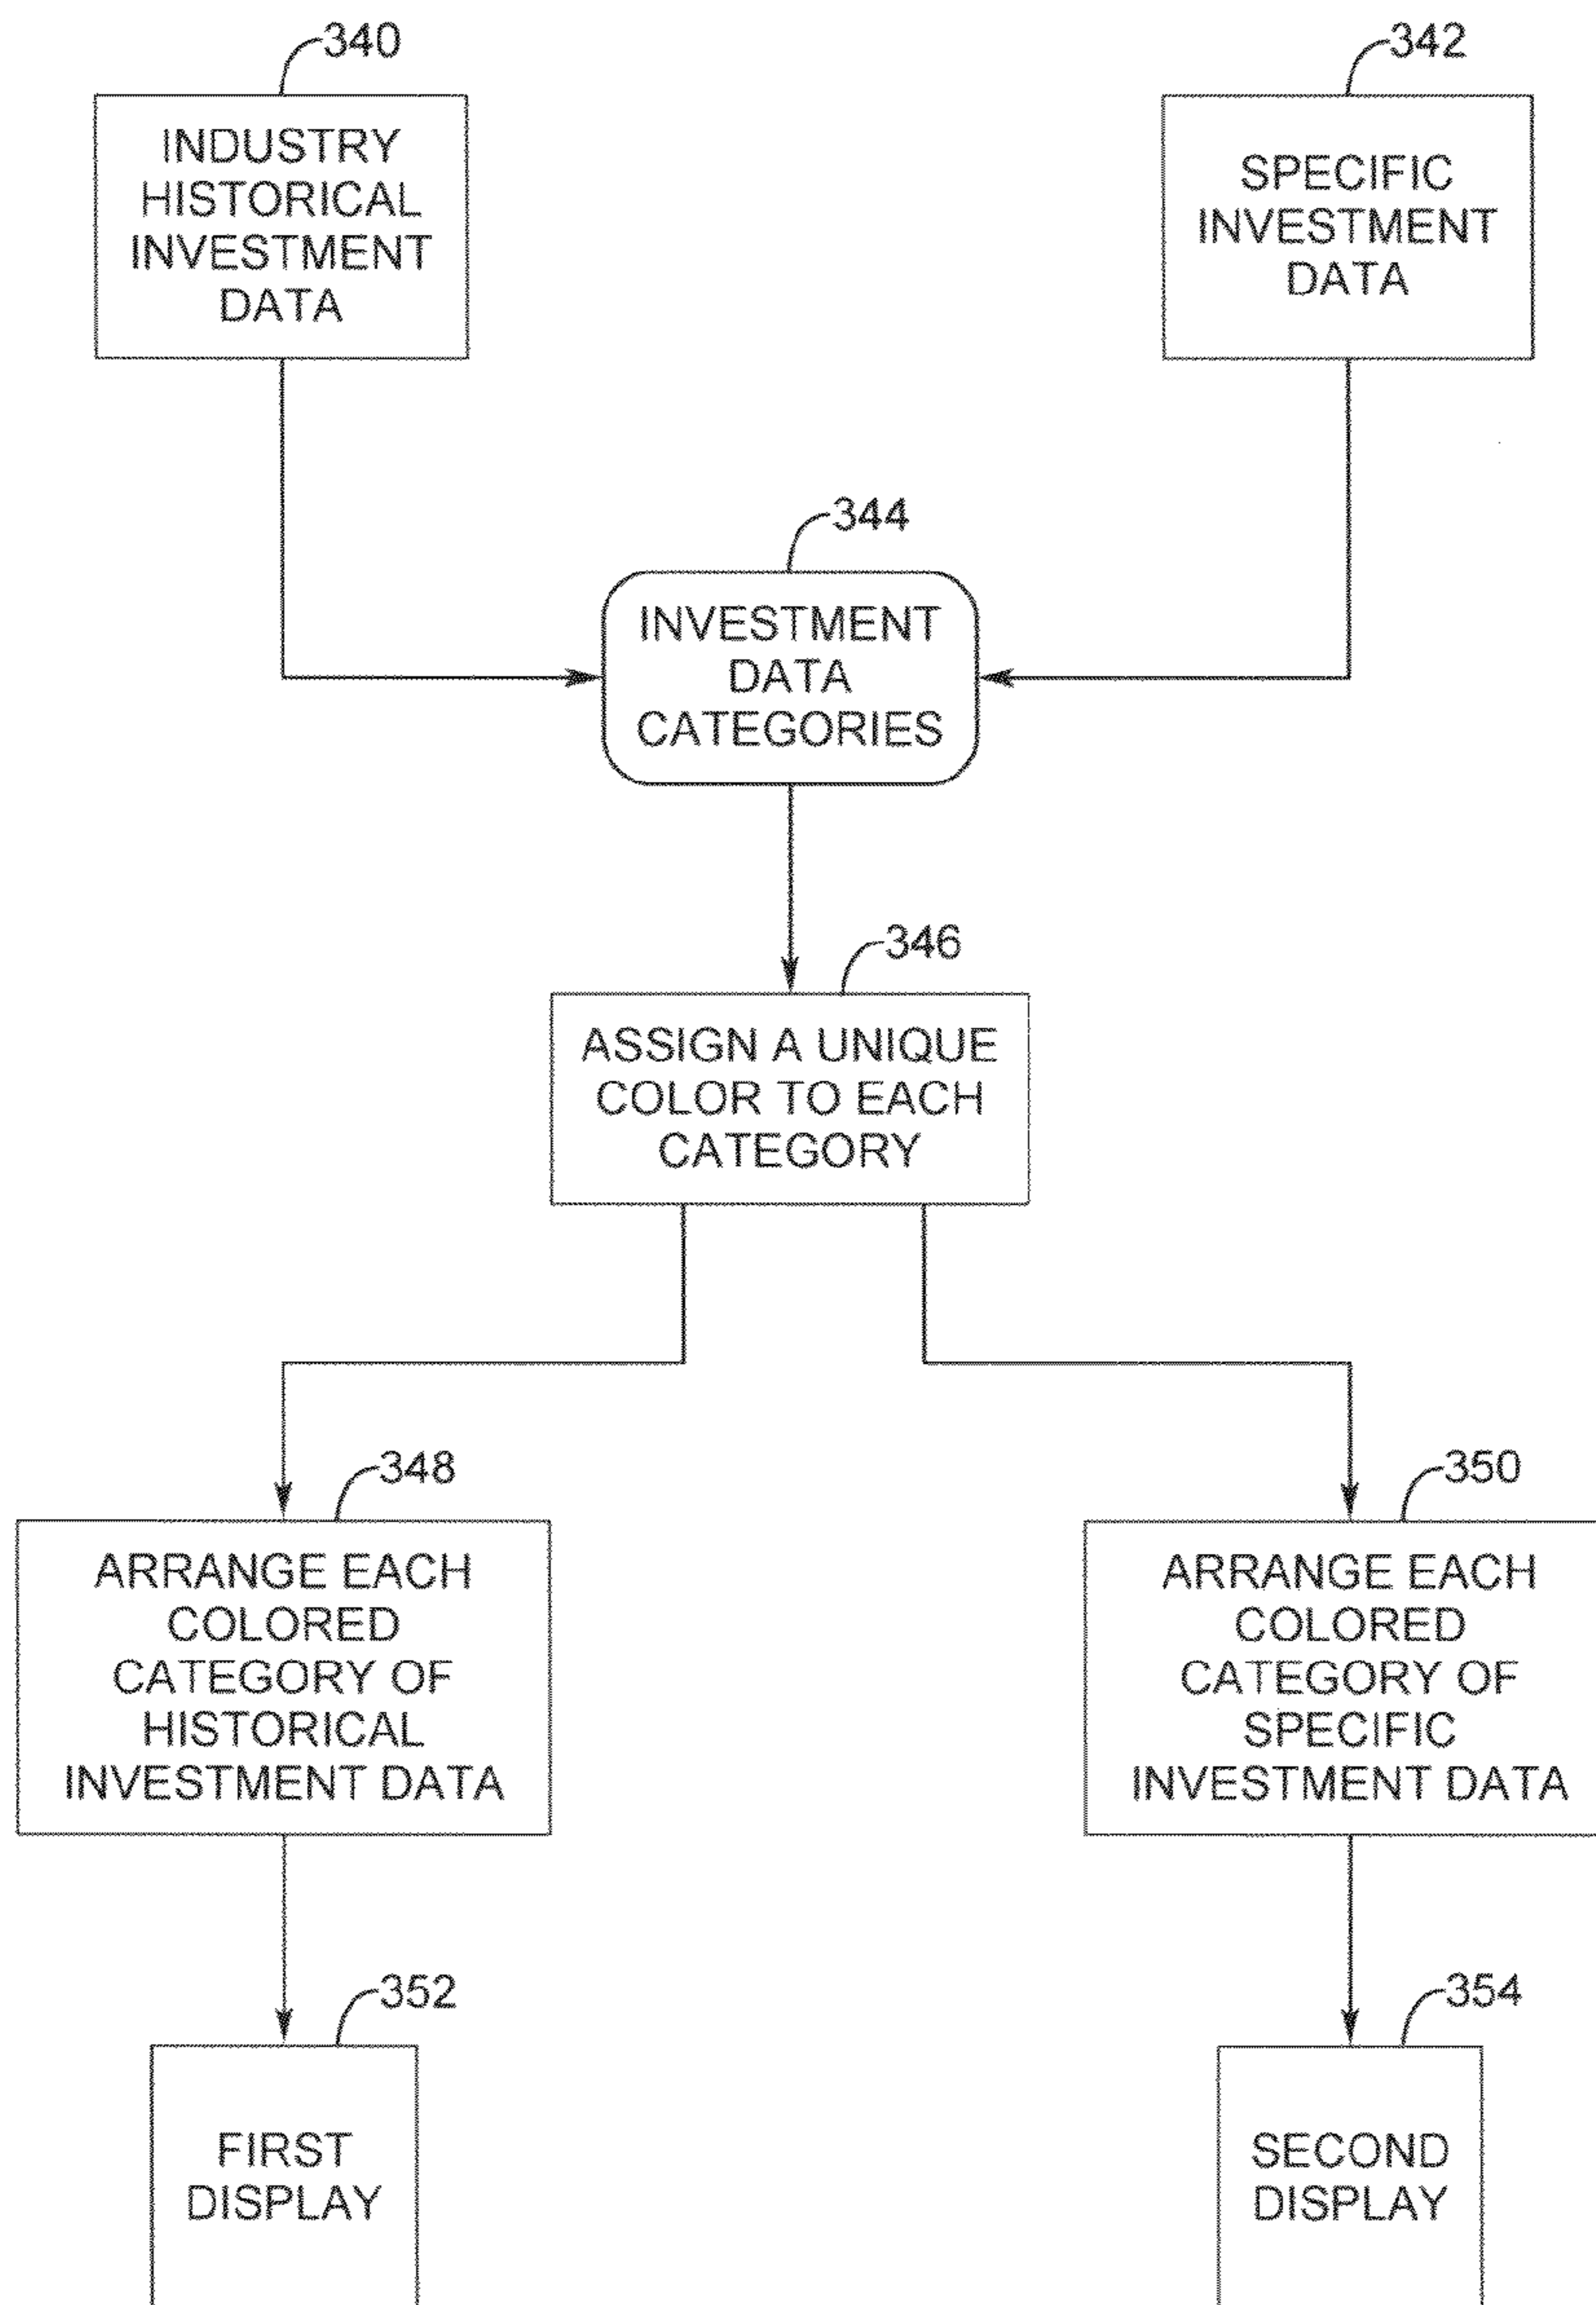 340
INDUSTRY
HISTORICAL
INVESTMENT
DATA
342
SPECIFIC
INVESTMENT
DATA
344
INVESTMENT
DATA
CATEGORIES
346
ASSIGN A UNIQUE
COLOR TO EACH
CATEGORY
348
ARRANGE EACH
COLORED
CATEGORY OF
HISTORICAL
INVESTMENT DATA
350
ARRANGE EACH
COLORED
CATEGORY OF
SPECIFIC
INVESTMENT DATA
352
FIRST
DISPLAY
354
SECOND
DISPLAY